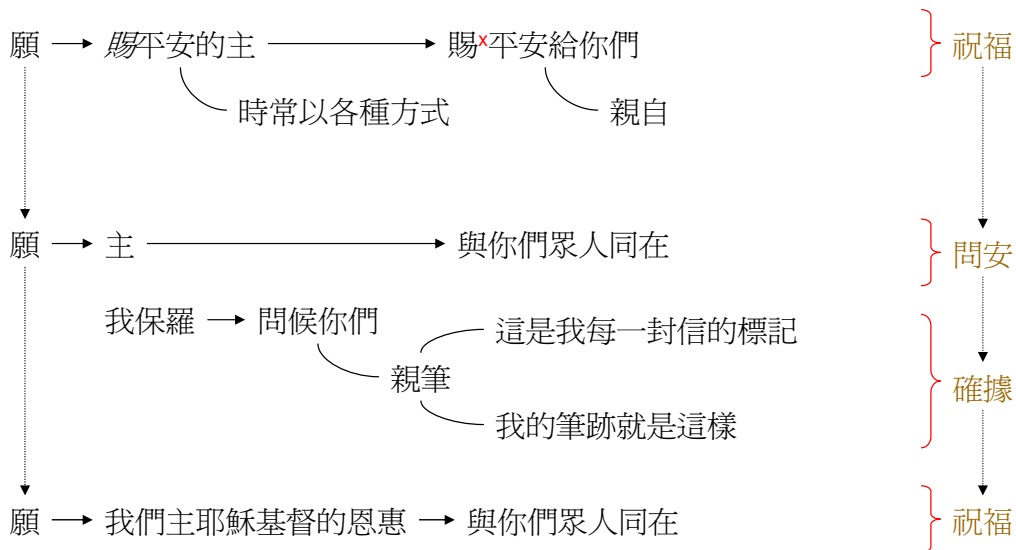 願 賜平安的主 賜x平安給你們 祝福
時常以各種方式 親自
願 主 與你們眾人同在 問安
我保羅 問候你們 這是我每一封信的標記
親筆 確據
我的筆跡就是這樣
願 我們主耶穌基督的恩惠 與你們眾人同在 祝福